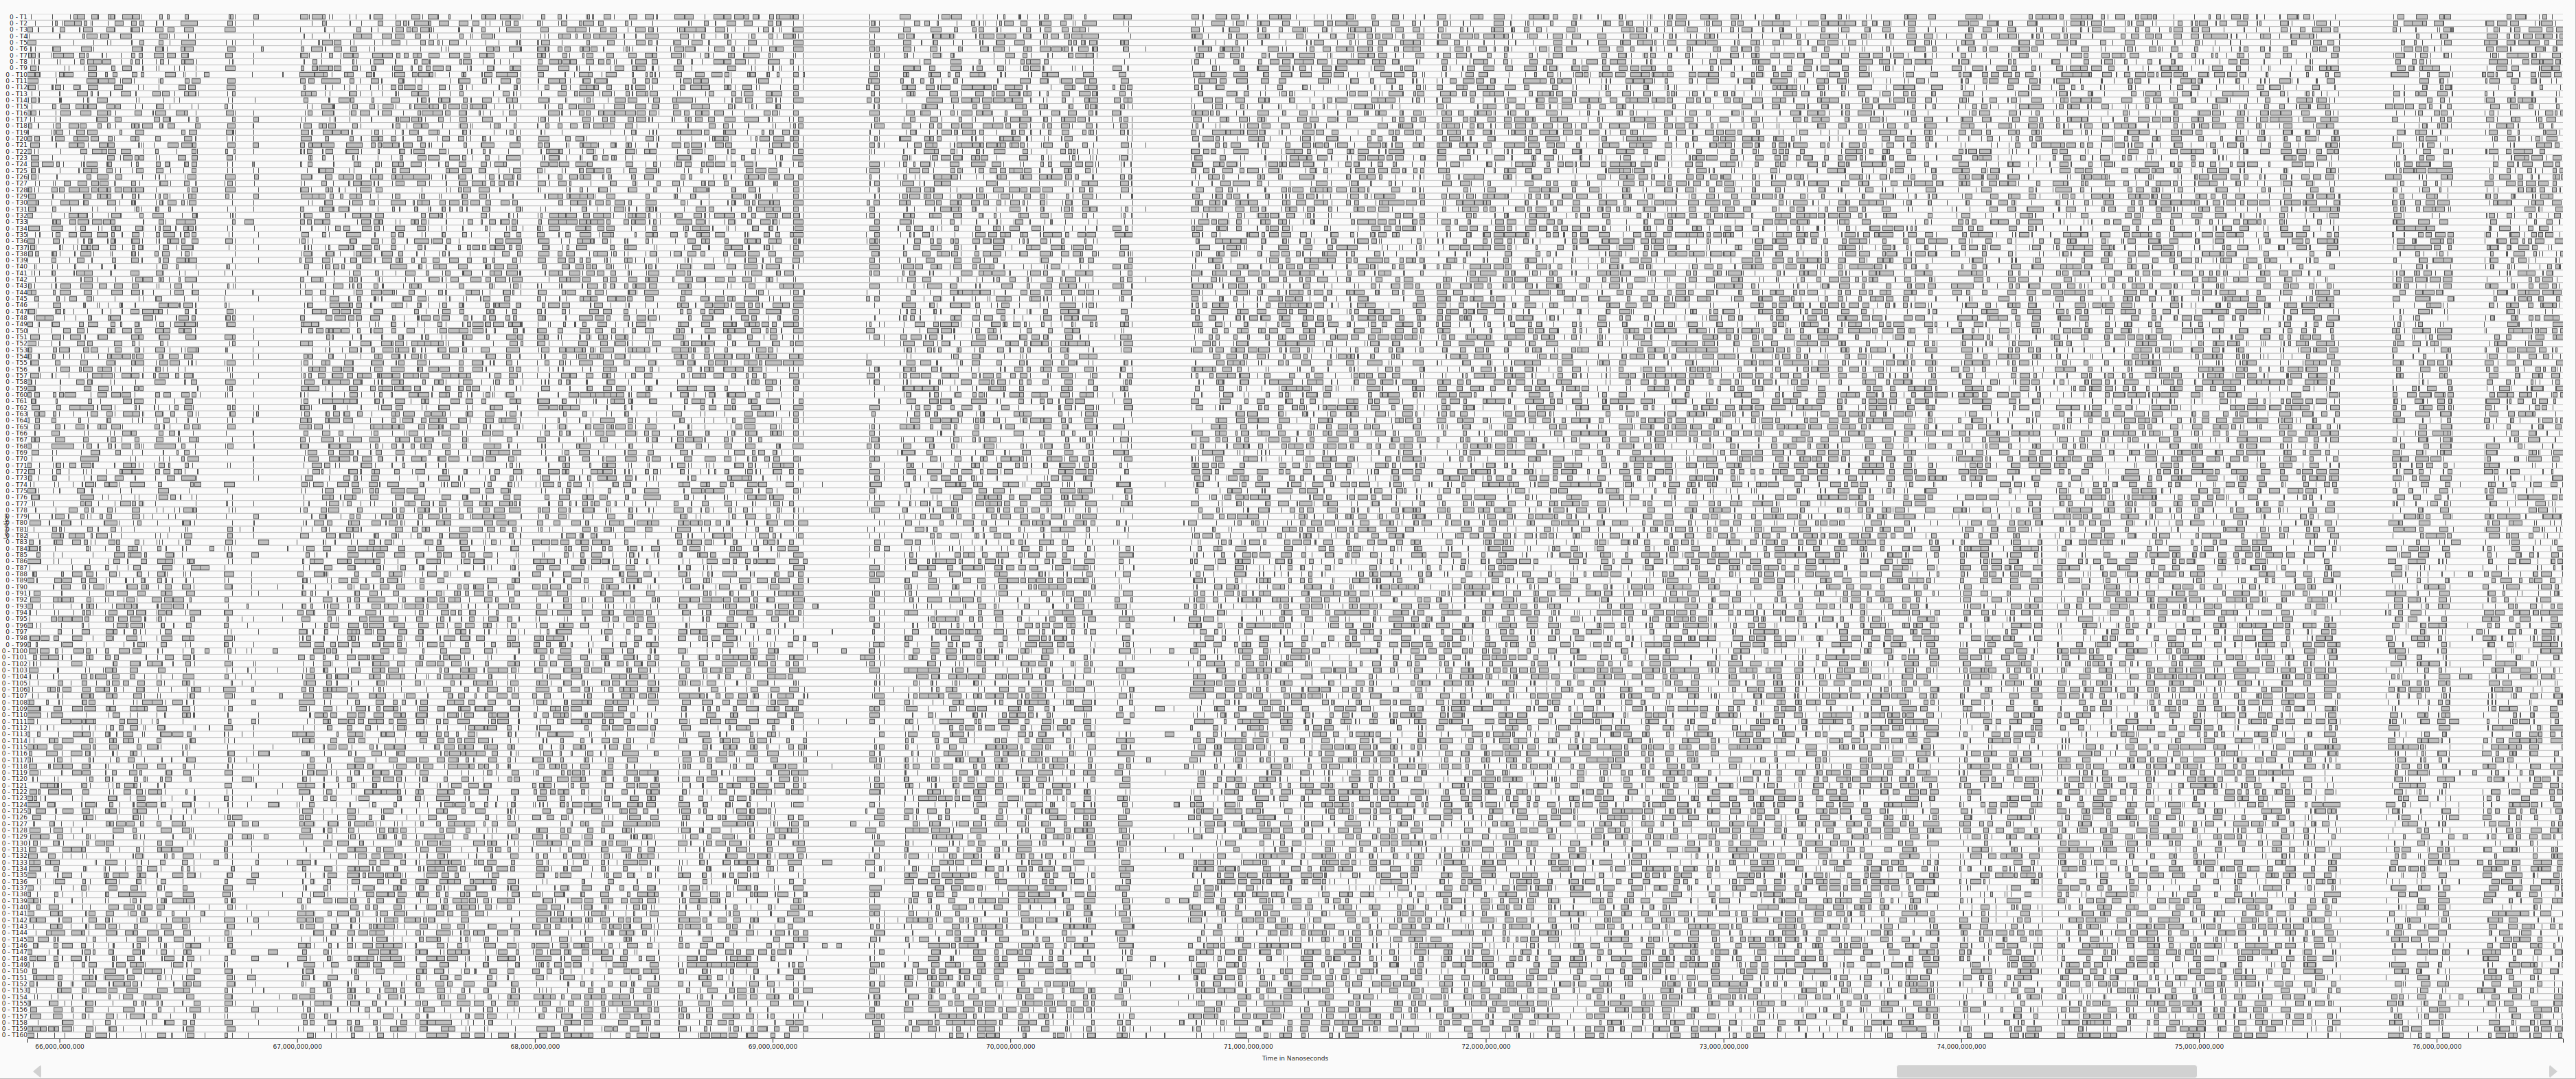 0 - T1
0 - T2
0 - T3
0 - T4
0 - T5
0 - T6
0 - T7
0 - T8
0 - T9
0 - T10
0 - T11
0 - T12
0 - T13
0 - T14
0 - T15
0 - T16
0 - T17
0 - T18
0 - T19
0 - T20
0 - T21
0 - T22
0 - T23
0 - T24
0 - T25
0 - T26
0 - T27
0 - T28
0 - T29
0 - T30
0 - T31
0 - T32
0 - T33
0 - T34
0 - T35
0 - T36
0 - T37
0 - T38
0 - T39
0 - T40
0 - T41
0 - T42
0 - T43
0 - T44
0 - T45
0 - T46
0 - T47
0 - T48
0 - T49
0 - T50
0 - T51
0 - T52
0 - T53
0 - T54
0 - T55
0 - T56
0 - T57
0 - T58
0 - T59
0 - T60
0 - T61
0 - T62
0 - T63
0 - T64
0 - T65
0 - T66
0 - T67
0 - T68
0 - T69
0 - T70
0 - T71
0 - T72
0 - T73
0 - T74
0 - T75
0 - T76
0 - T77
0 - T78
0 - T79
0 - T80
0 - T81
0 - T82
0 - T83
0 - T84
0 - T85
0 - T86
0 - T87
0 - T88
0 - T89
0 - T90
0 - T91
0 - T92
0 - T93
0 - T94
0 - T95
0 - T96
0 - T97
0 - T98
0 - T99
0 - T100
0 - T101
0 - T102
0 - T103
0 - T104
0 - T105
0 - T106
0 - T107
0 - T108
0 - T109
0 - T110
0 - T111
0 - T112
0 - T113
0 - T114
0 - T115
0 - T116
0 - T117
0 - T118
0 - T119
0 - T120
0 - T121
0 - T122
0 - T123
0 - T124
0 - T125
0 - T126
0 - T127
0 - T128
0 - T129
0 - T130
0 - T131
0 - T132
0 - T133
0 - T134
0 - T135
0 - T136
0 - T137
0 - T138
0 - T139
0 - T140
0 - T141
0 - T142
0 - T143
0 - T144
0 - T145
0 - T146
0 - T147
0 - T148
0 - T149
0 - T150
0 - T151
0 - T152
0 - T153
0 - T154
0 - T155
0 - T156
0 - T157
0 - T158
0 - T159
0 - T160
66,000,000,000 67,000,000,000 68,000,000,000 69,000,000,000 70,000,000,000 71,000,000,000 72,000,000,000 73,000,000,000 74,000,000,000 75,000,000,000 76,000,000,000
Time in Nanoseconds